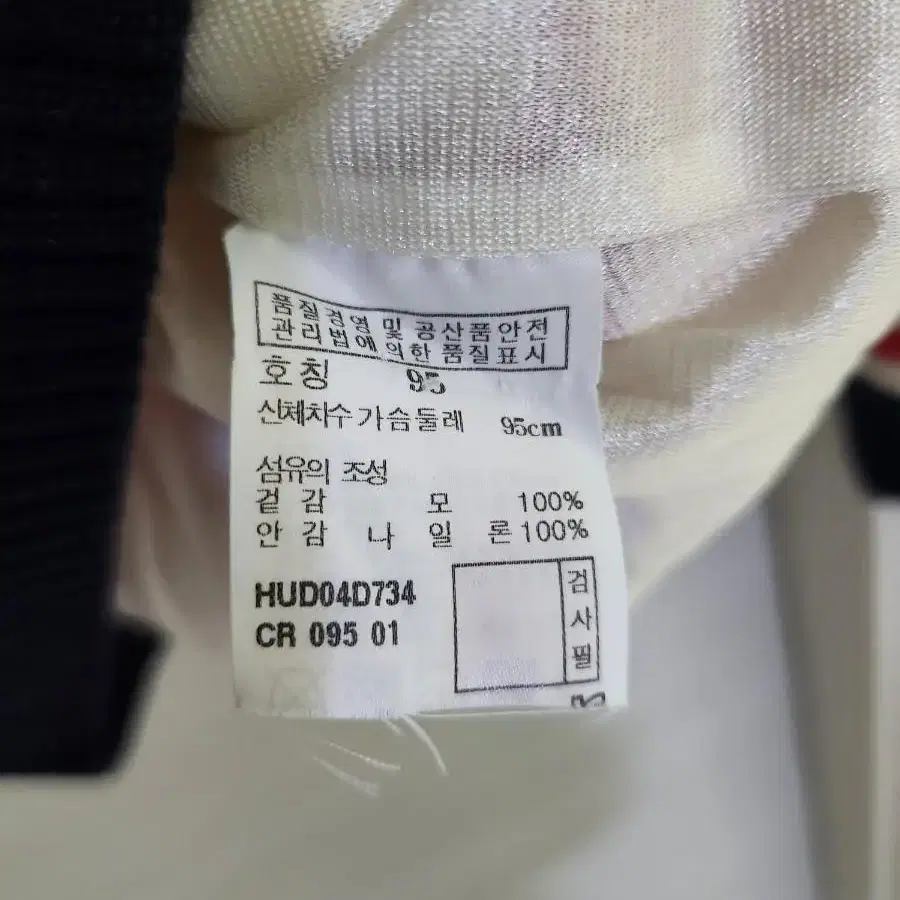 품질경영 및 공산품안전
관리법에 의한 품질표시
호칭 95
신체차수 가슴둘레 95cm
섬유의 조성
겉감 모 100%
안감 나일론 100%
HUD04D734
CR 095 01
검사필